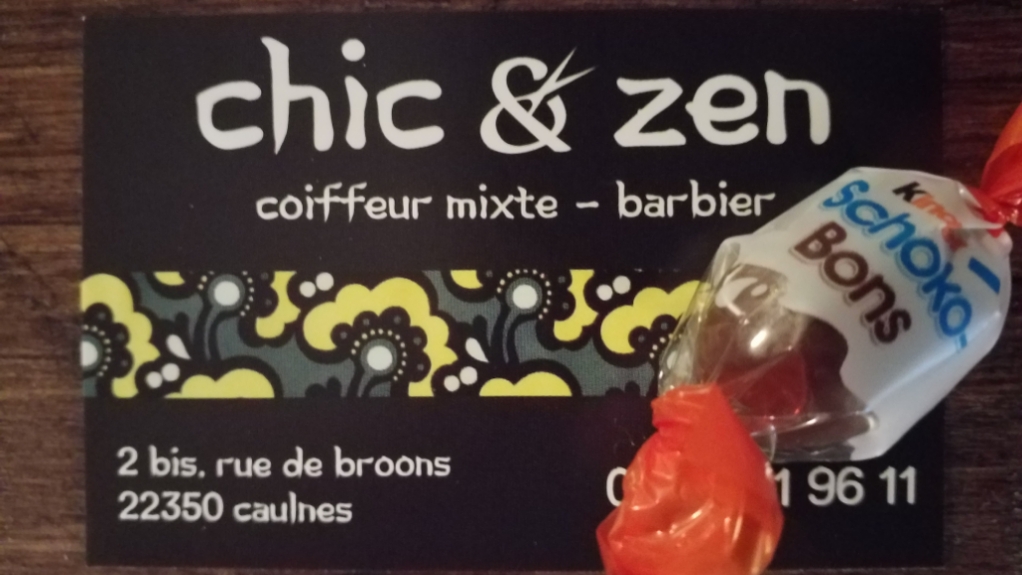 chic & zen
coiffeur mixte - barbier
Schoko-
Bons
2 bis, rue de broons
22350 caulnes
96 11